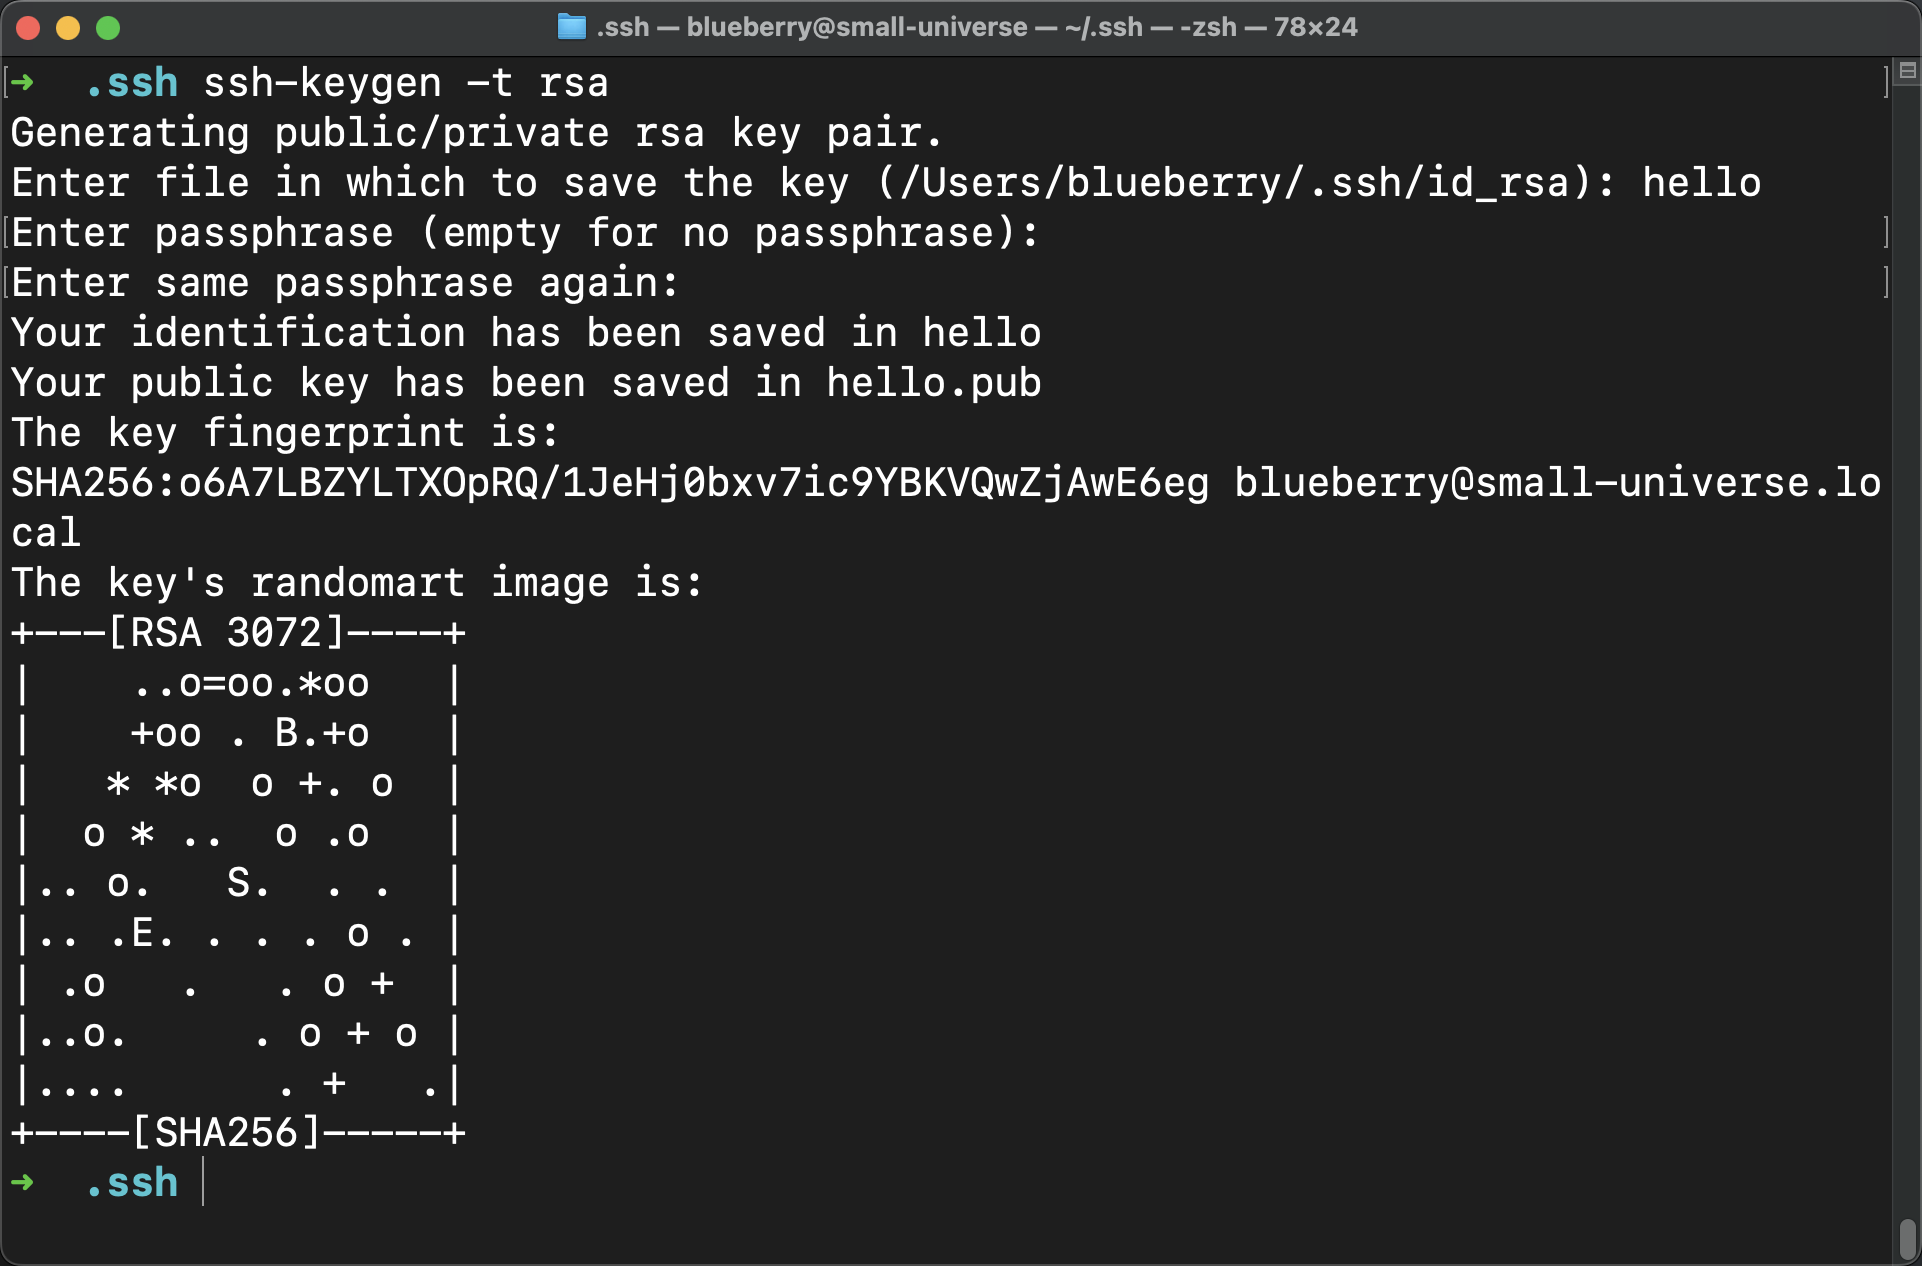 .ssh — blueberry@small-universe — ~/.ssh — -zsh — 78×24
[➜  .ssh ssh-keygen -t rsa ]
Generating public/private rsa key pair.
Enter file in which to save the key (/Users/blueberry/.ssh/id_rsa): hello
[Enter passphrase (empty for no passphrase): ]
[Enter same passphrase again: ]
Your identification has been saved in hello
Your public key has been saved in hello.pub
The key fingerprint is:
SHA256:o6A7LBZYLTXOpRQ/1JeHj0bxv7ic9YBKVQwZjAwE6eg blueberry@small-universe.lo
cal
The key's randomart image is:
+---[RSA 3072]----+
|    ..o=oo.*oo   |
|    +oo . B.+o   |
|   * *o  o +. o  |
|  o * ..  o .o   |
|.. o.   S.  . .  |
|.. .E. . . . o . |
| .o   .   . o +  |
|..o.     . o + o |
|....      . +   .|
+----[SHA256]-----+
➜  .ssh